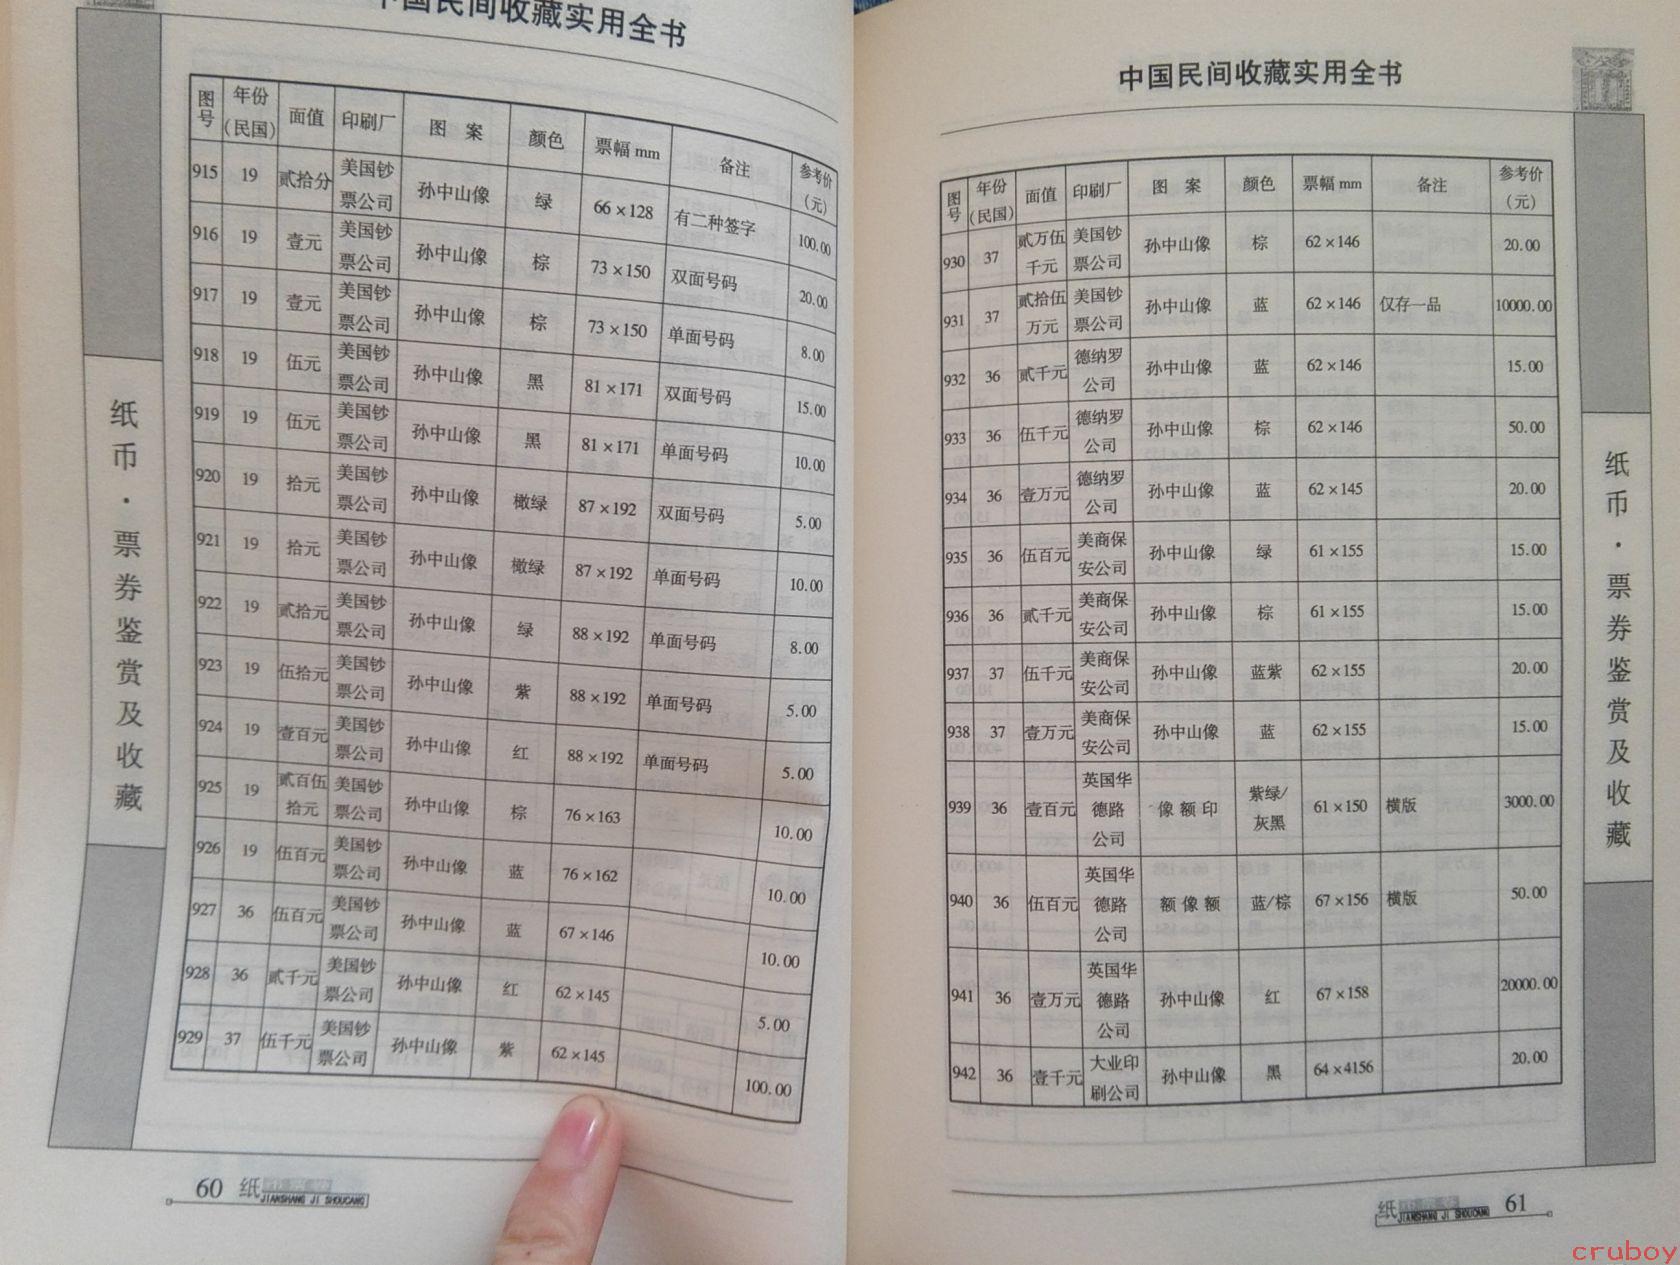 中国民间收藏实用全书
图号 年份(民国) 面值 印刷厂 图 案 颜色 票幅 mm 备注 参考价(元)
915 19 贰拾分 美国钞票公司 孙中山像 绿 66×128 有二种签字 100.00
916 19 壹元 美国钞票公司 孙中山像 棕 73×150 双面号码 20.00
917 19 壹元 美国钞票公司 孙中山像 棕 73×150 单面号码 8.00
918 19 伍元 美国钞票公司 孙中山像 黑 81×171 双面号码 15.00
919 19 伍元 美国钞票公司 孙中山像 黑 81×171 单面号码 10.00
920 19 拾元 美国钞票公司 孙中山像 橄绿 87×192 双面号码 5.00
921 19 拾元 美国钞票公司 孙中山像 橄绿 87×192 单面号码 10.00
922 19 贰拾元 美国钞票公司 孙中山像 绿 88×192 单面号码 8.00
923 19 伍拾元 美国钞票公司 孙中山像 紫 88×192 单面号码 5.00
924 19 壹百元 美国钞票公司 孙中山像 红 88×192 单面号码 5.00
925 19 贰百伍拾元 美国钞票公司 孙中山像 棕 76×163 10.00
926 19 伍百元 美国钞票公司 孙中山像 蓝 76×162 10.00
927 36 伍百元 美国钞票公司 孙中山像 蓝 67×146 10.00
928 36 贰千元 美国钞票公司 孙中山像 红 62×145 5.00
929 37 伍千元 美国钞票公司 孙中山像 紫 62×145 100.00
纸币·票券鉴赏及收藏
60 纸
JIANSHANG JI SHOUCANG
中国民间收藏实用全书
图号 年份(民国) 面值 印刷厂 图 案 颜色 票幅 mm 备注 参考价(元)
930 37 贰万伍千元 美国钞票公司 孙中山像 棕 62×146 20.00
931 37 贰拾伍万元 美国钞票公司 孙中山像 蓝 62×146 仅存一品 10000.00
932 36 贰千元 德纳罗公司 孙中山像 蓝 62×146 15.00
933 36 伍千元 德纳罗公司 孙中山像 棕 62×146 50.00
934 36 壹万元 德纳罗公司 孙中山像 蓝 62×145 20.00
935 36 伍百元 美商保安公司 孙中山像 绿 61×155 15.00
936 36 贰千元 美商保安公司 孙中山像 棕 61×155 15.00
937 37 伍千元 美商保安公司 孙中山像 蓝紫 62×155 20.00
938 37 壹万元 美商保安公司 孙中山像 蓝 62×155 15.00
939 36 壹百元 英国华德路公司 像 额 印 紫绿/灰黑 61×150 横版 3000.00
940 36 伍百元 英国华德路公司 额 像 额 蓝/棕 67×156 横版 50.00
941 36 壹万元 英国华德路公司 孙中山像 红 67×158 20000.00
942 36 壹千元 大业印刷公司 孙中山像 黑 64×4156 20.00
纸币·票券鉴赏及收藏
纸
JIANSHANG JI SHOUCANG 61
cruboy